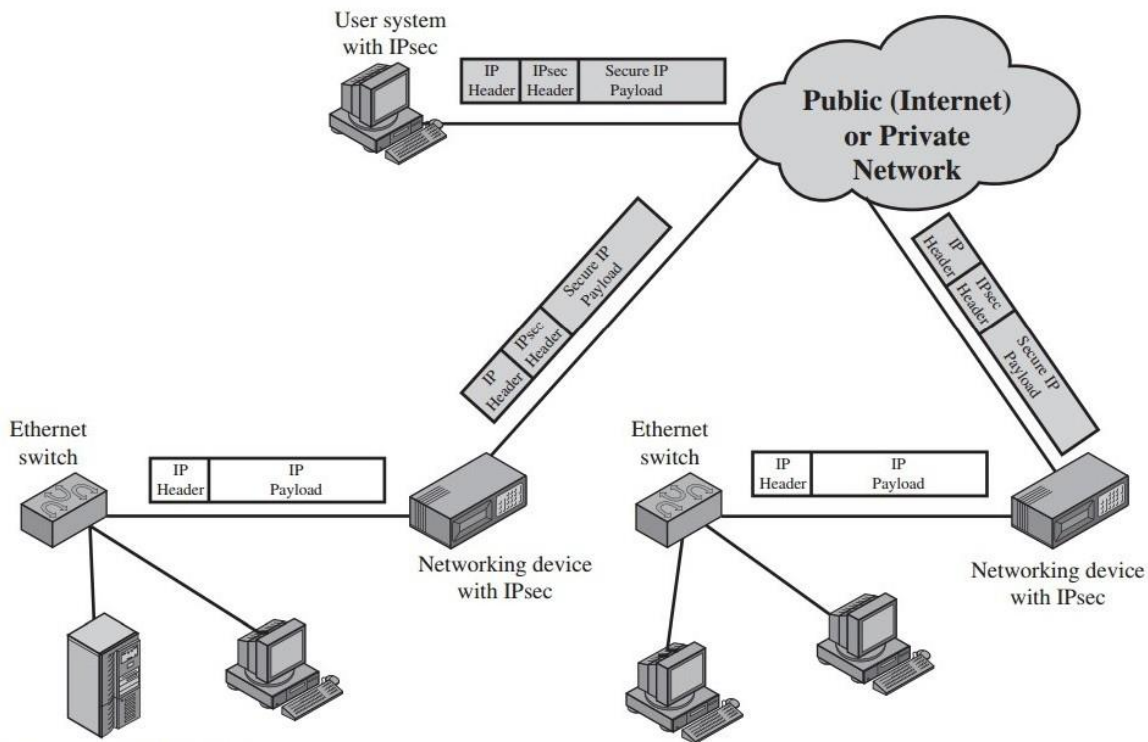 User system
with IPsec
IP
Header
IPsec
Header
Secure IP
Payload
Public (Internet)
or Private
Network
IP
Header
IPsec
Header
Secure IP
Payload
IP
Header
IPsec
Header
Secure IP
Payload
Ethernet
switch
IP
Header
IP
Payload
Networking device
with IPsec
Ethernet
switch
IP
Header
IP
Payload
Networking device
with IPsec